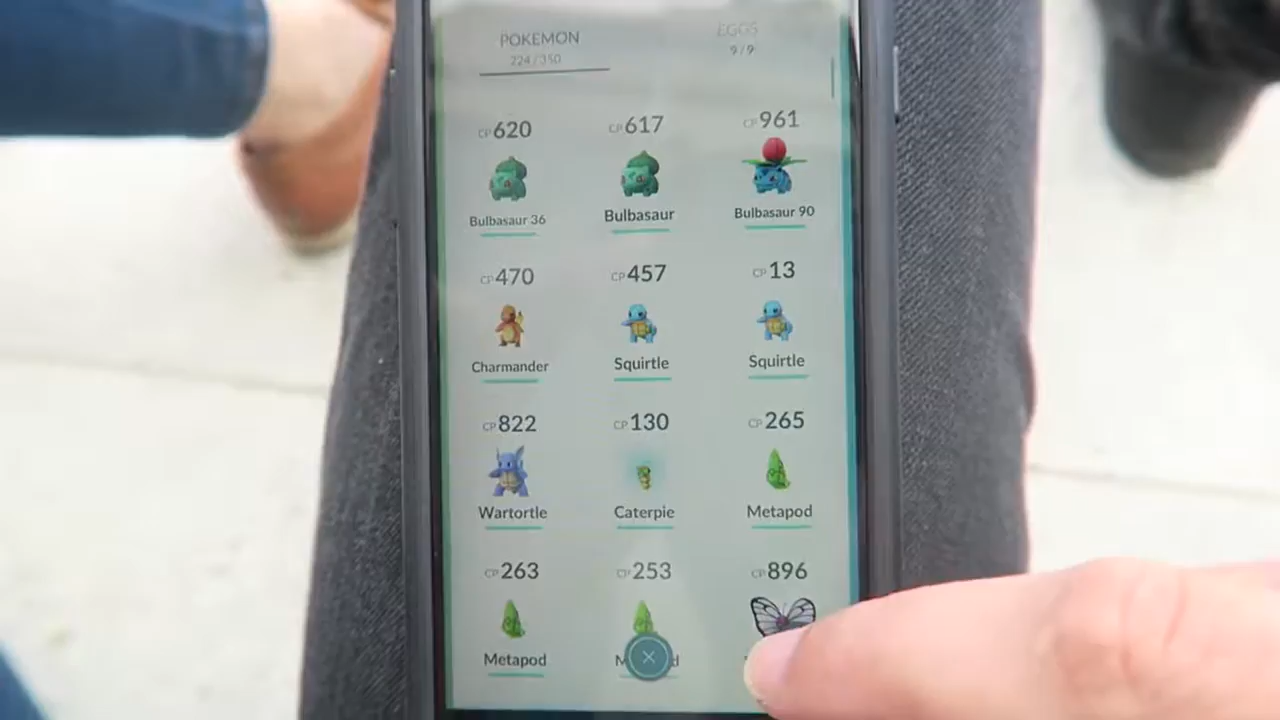 POKEMON
224/350
EGGS
9/9
CP620
CP617
CP961
Bulbasaur 36
Bulbasaur
Bulbasaur 90
CP470
CP457
CP13
Charmander
Squirtle
Squirtle
CP822
CP130
CP265
Wartortle
Caterpie
Metapod
CP263
CP253
CP896
Metapod